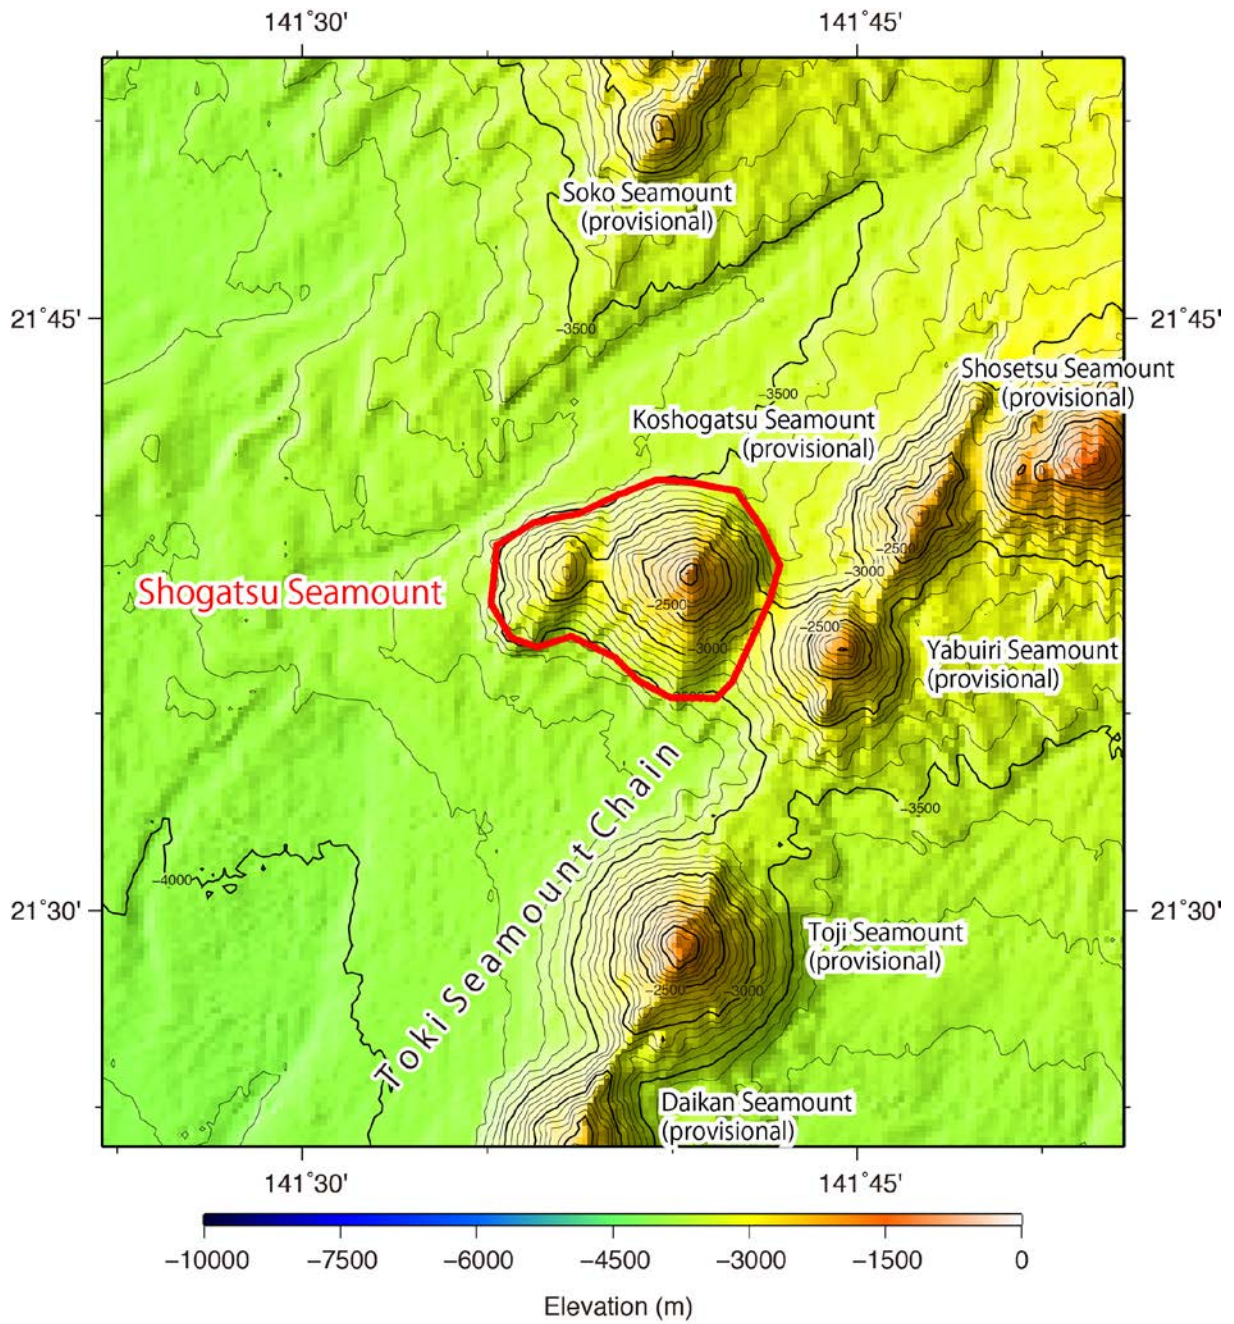 141°30'
141°45'
Soko Seamount
(provisional)
21°45'
21°45'
−3500
Shosetsu Seamount
(provisional)
−3500
Koshogatsu Seamount
(provisional)
−2500
−3000
Shogatsu Seamount
−2500
−2500
−3000
Yabuiri Seamount
(provisional)
Toki Seamount Chain
−3500
−4000
21°30'
21°30'
Toji Seamount
(provisional)
−2500
−3000
Daikan Seamount
(provisional)
141°30'
141°45'
−10000 −7500 −6000 −4500 −3000 −1500 0
Elevation (m)